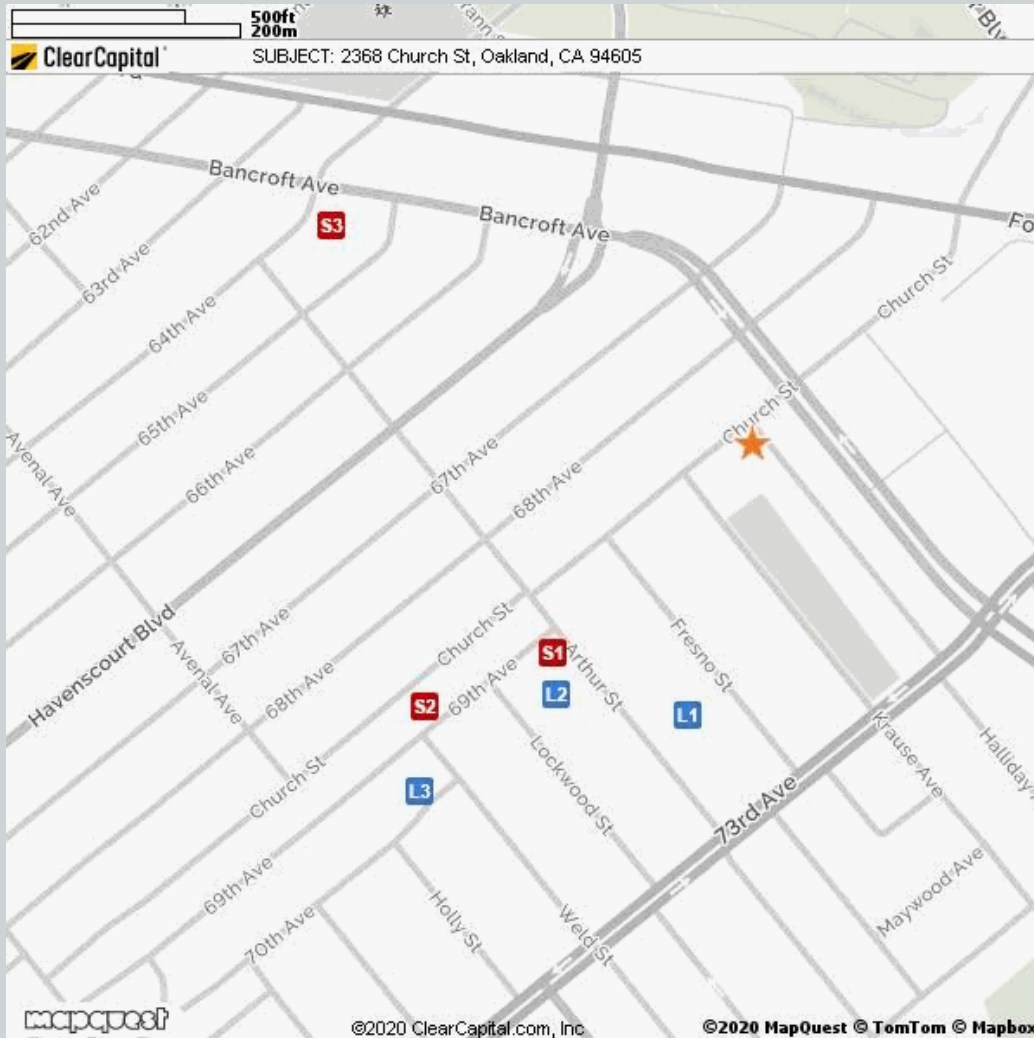 500ft
200m
ClearCapital
SUBJECT: 2368 Church St, Oakland, CA 94605
Bancroft Ave
S3
Bancroft Ave
62nd Ave
63rd Ave
64th Ave
65th Ave
66th Ave
Avenal Ave
Church St
Church St
67th Ave
68th Ave
Havenscourt Blvd
67th Ave
68th Ave
Avenal Ave
Church St
69th Ave
S1
Arthur St
Fresno St
S2
L2
L1
L3
Church St
Lockwood St
73rd Ave
Krause Ave
Halliday
69th Ave
70th Ave
Holly St
Weld St
Maywood Ave
mapquest
©2020 ClearCapital.com, Inc
©2020 MapQuest © TomTom © Mapbox